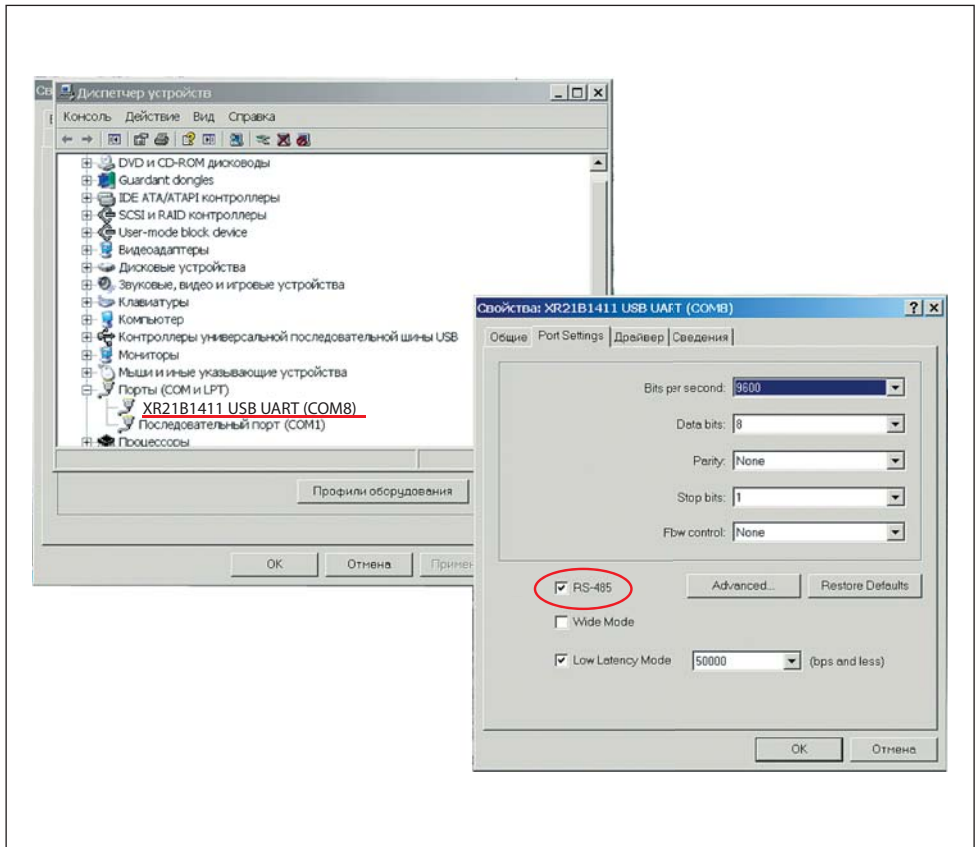 Св
Диспетчер устройств
Консоль Действие Вид Справка
DVD и CD-ROM дисководы
Guardant dongles
IDE ATA/ATAPI контроллеры
SCSI и RAID контроллеры
User-mode block device
Видеоадаптеры
Дисковые устройства
Звуковые, видео и игровые устройства
Клавиатуры
Компьютер
Контроллеры универсальной последовательной шины USB
Мониторы
Мыши и иные указывающие устройства
Порты (COM и LPT)
XR21B1411 USB UART (COM8)
Последовательный порт (COM1)
Процессоры
Профили оборудования
ОК Отмена Примен
Свойства: XR21B1411 USB UART (COM8)
Общие Port Settings Драйвер Сведения
Bits per second: 9600
Data bits: 8
Parity: None
Stop bits: 1
Flow control: None
RS-485 Advanced... Restore Defaults
Wide Mode
Low Latency Mode 50000 (bps and less)
OK Отмена